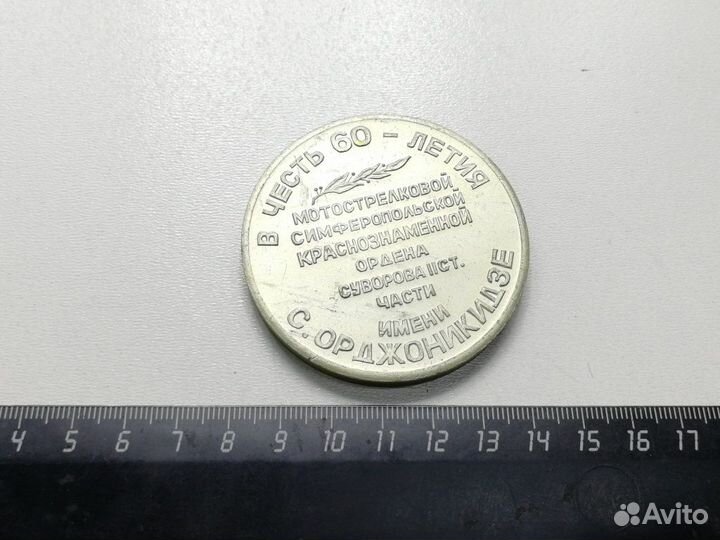 В ЧЕСТЬ 60 - ЛЕТИЯ
МОТОСТРЕЛКОВОЙ
СИМФЕРОПОЛЬСКОЙ
КРАСНОЗНАМЕННОЙ
ОРДЕНА
СУВОРОВА II СТ.
ЧАСТИ
ИМЕНИ
С. ОРДЖОНИКИДЗЕ
4 5 6 7 8 9 10 11 12 13 14 15 16 17
Avito